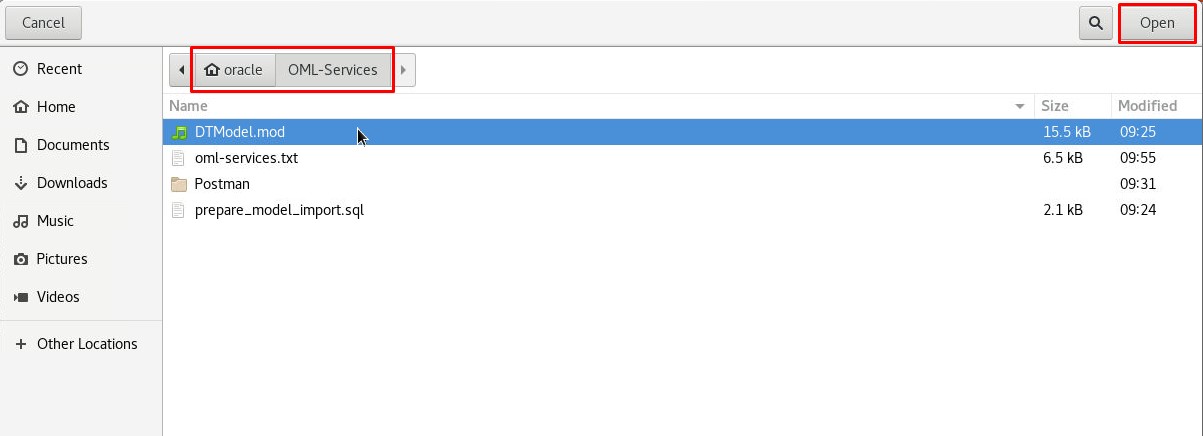 Cancel Open
oracle OML-Services
Recent
Home
Documents
Downloads
Music
Pictures
Videos
Other Locations
Name Size Modified
DTModel.mod 15.5 kB 09:25
oml-services.txt 6.5 kB 09:55
Postman 09:31
prepare_model_import.sql 2.1 kB 09:24